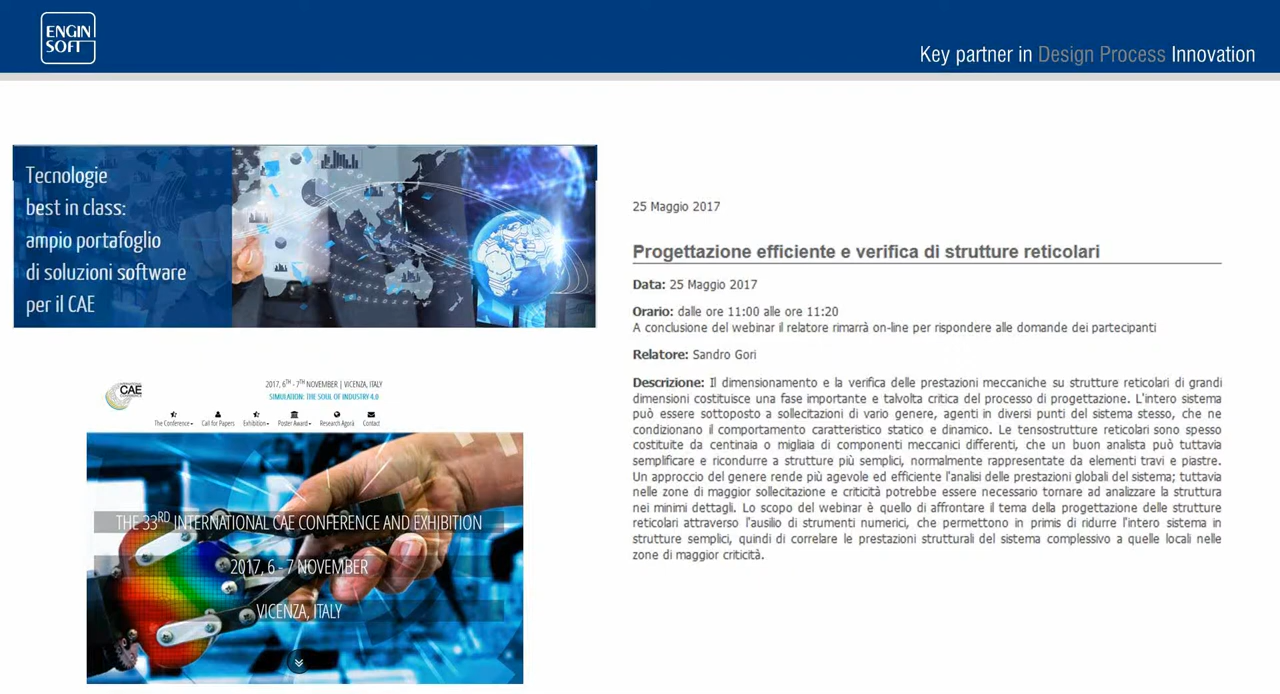 ENGIN
SOFT
Key partner in Design Process Innovation
Tecnologie
best in class:
ampio portafoglio
di soluzioni software
per il CAE
CAE
2017, 6TH - 7TH NOVEMBER | VICENZA, ITALY
SIMULATION: THE SOUL OF INDUSTRY 4.0
The Conference Call for Papers Exhibition Poster Award Research Agorà Contact
THE 33RD INTERNATIONAL CAE CONFERENCE AND EXHIBITION
2017, 6 - 7 NOVEMBER
VICENZA, ITALY
25 Maggio 2017
Progettazione efficiente e verifica di strutture reticolari
Data: 25 Maggio 2017
Orario: dalle ore 11:00 alle ore 11:20
A conclusione del webinar il relatore rimarrà on-line per rispondere alle domande dei partecipanti
Relatore: Sandro Gori
Descrizione: Il dimensionamento e la verifica delle prestazioni meccaniche su strutture reticolari di grandi
dimensioni costituisce una fase importante e talvolta critica del processo di progettazione. L'intero sistema
può essere sottoposto a sollecitazioni di vario genere, agenti in diversi punti del sistema stesso, che ne
condizionano il comportamento caratteristico statico e dinamico. Le tensostrutture reticolari sono spesso
costituite da centinaia o migliaia di componenti meccanici differenti, che un buon analista può tuttavia
semplificare e ricondurre a strutture più semplici, normalmente rappresentate da elementi travi e piastre.
Un approccio del genere rende più agevole ed efficiente l'analisi delle prestazioni globali del sistema; tuttavia
nelle zone di maggior sollecitazione e criticità potrebbe essere necessario tornare ad analizzare la struttura
nei minimi dettagli. Lo scopo del webinar è quello di affrontare il tema della progettazione delle strutture
reticolari attraverso l'ausilio di strumenti numerici, che permettono in primis di ridurre l'intero sistema in
strutture semplici, quindi di correlare le prestazioni strutturali del sistema complessivo a quelle locali nelle
zone di maggior criticità.